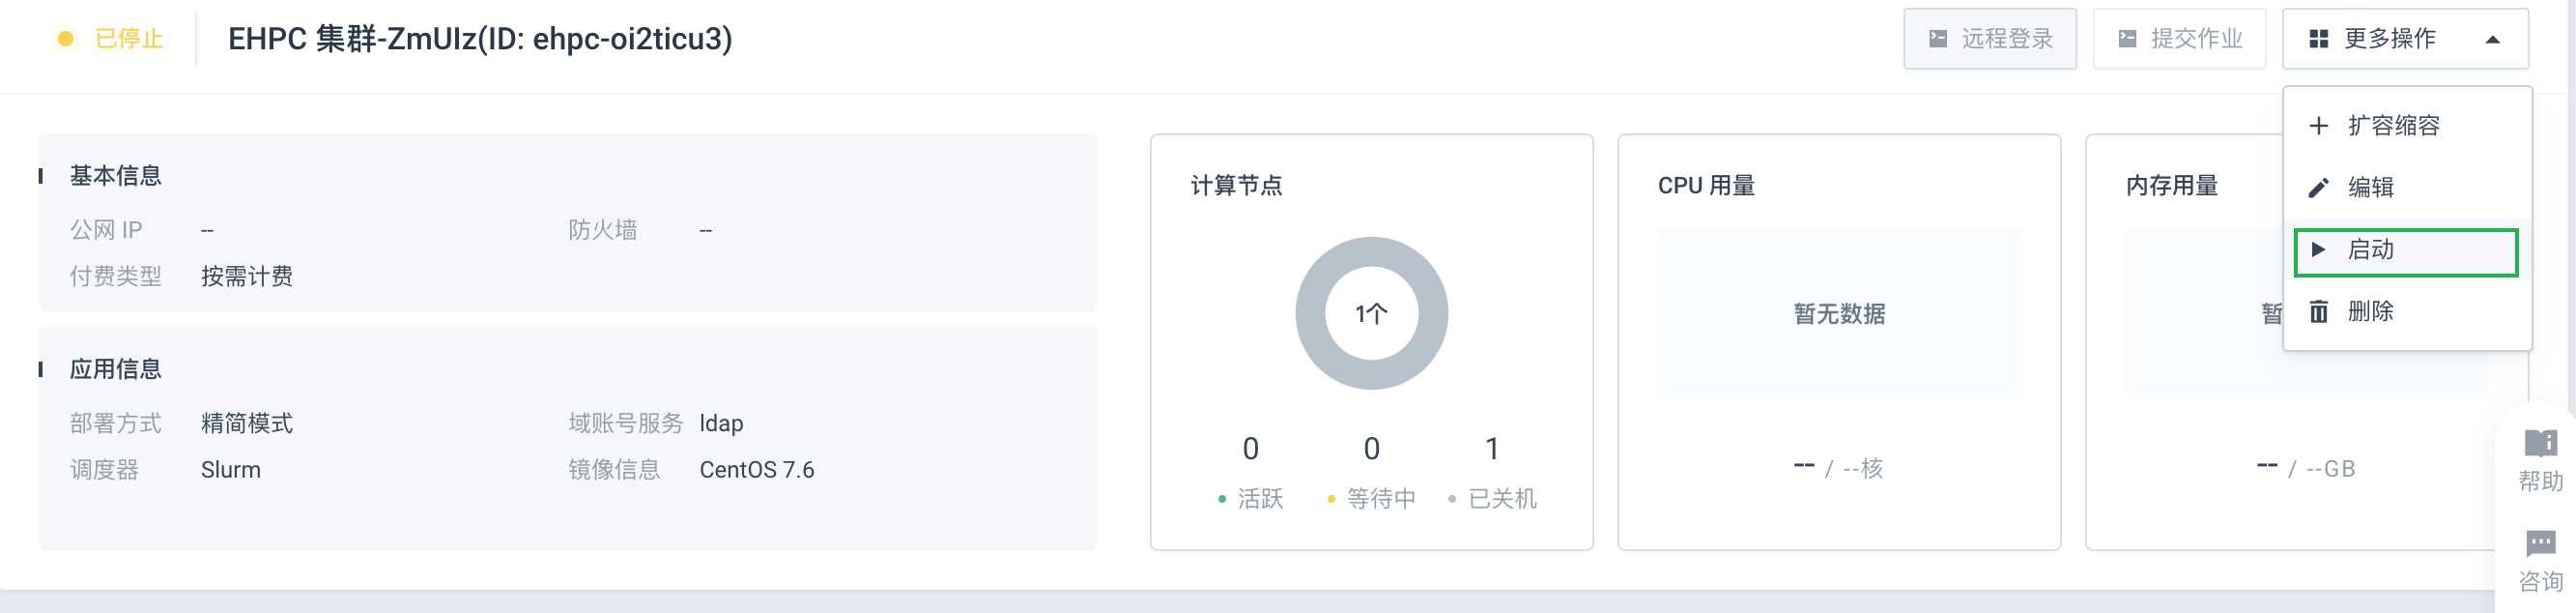 已停止
EHPC 集群-ZmUIz(ID: ehpc-oi2ticu3)
远程登录
提交作业
更多操作
扩容缩容
编辑
启动
删除
基本信息
公网 IP --
防火墙 --
付费类型 按需计费
应用信息
部署方式 精简模式
域账号服务 ldap
调度器 Slurm
镜像信息 CentOS 7.6
计算节点
1个
0 0 1
活跃 等待中 已关机
CPU 用量
暂无数据
-- / --核
内存用量
暂
-- / --GB
帮助
咨询